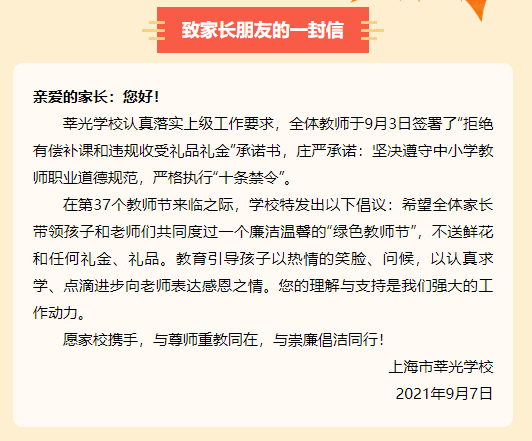 致家长朋友的一封信
亲爱的家长：您好！
莘光学校认真落实上级工作要求，全体教师于9月3日签署了“拒绝
有偿补课和违规收受礼品礼金”承诺书，庄严承诺：坚决遵守中小学教
师职业道德规范，严格执行“十条禁令”。
在第37个教师节来临之际，学校特发出以下倡议：希望全体家长
带领孩子和老师们共同度过一个廉洁温馨的“绿色教师节”，不送鲜花
和任何礼金、礼品。教育引导孩子以热情的笑脸、问候，以认真求
学、点滴进步向老师表达感恩之情。您的理解与支持是我们强大的工
作动力。
愿家校携手，与尊师重教同在，与崇廉倡洁同行！
上海市莘光学校
2021年9月7日